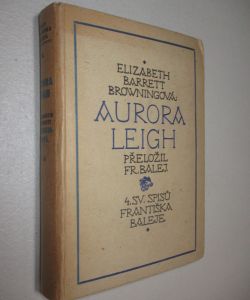 ELIZABETH
BARRETT
BROWNINGOVÁ:
AURORA
LEIGH
PŘELOŽIL
FR. BALEJ
4. SV. SPISŮ
FRANTIŠKA
BALEJE.